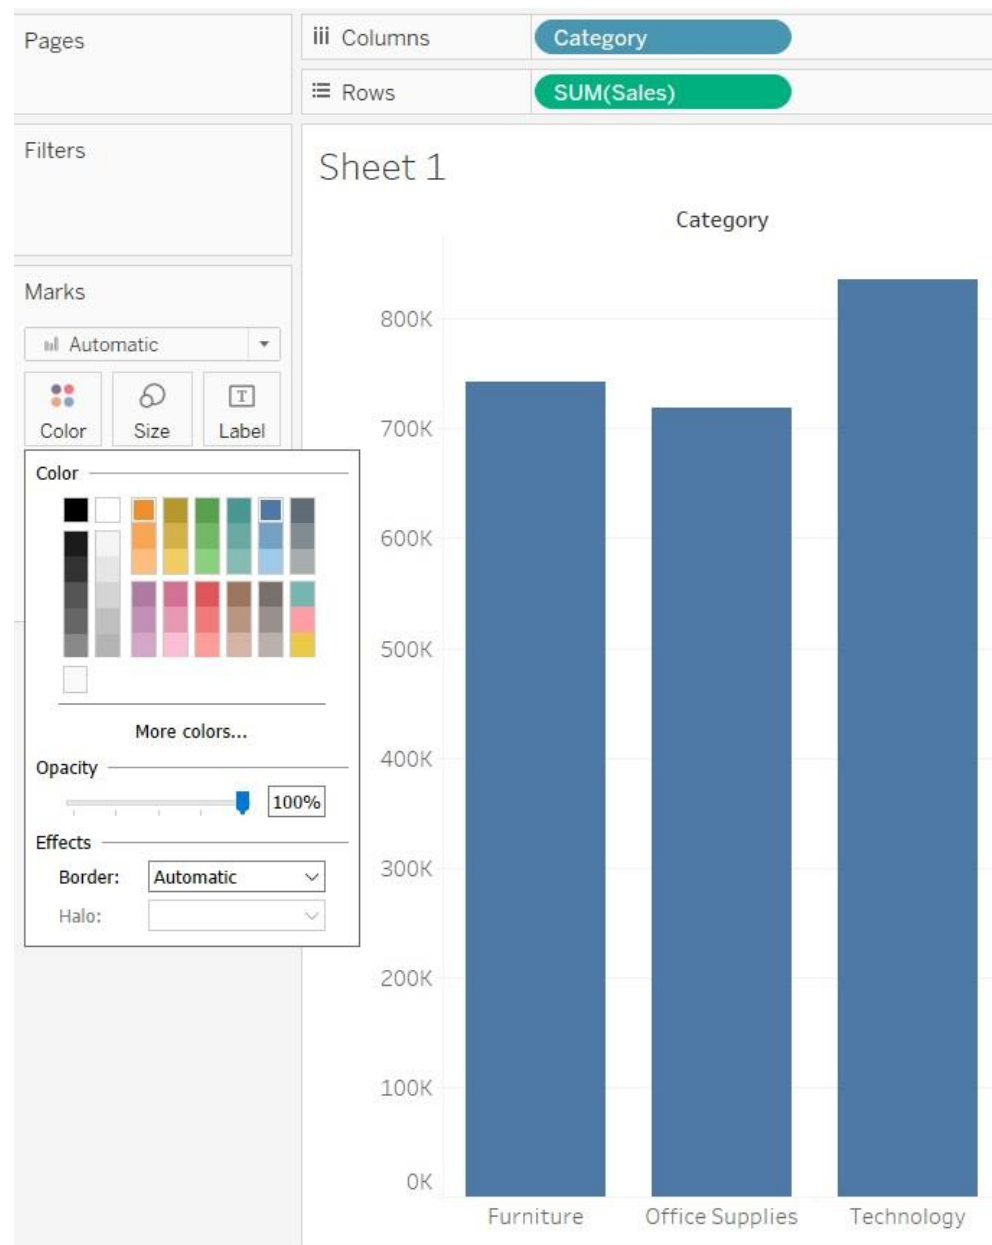 Pages
Columns
Category
Rows
SUM(Sales)
Filters
Sheet 1
Category
Marks
Automatic
Color
Size
T
Label
Color
More colors...
Opacity
100%
Effects
Border:
Automatic
Halo:
800K
700K
600K
500K
400K
300K
200K
100K
0K
Furniture
Office Supplies
Technology